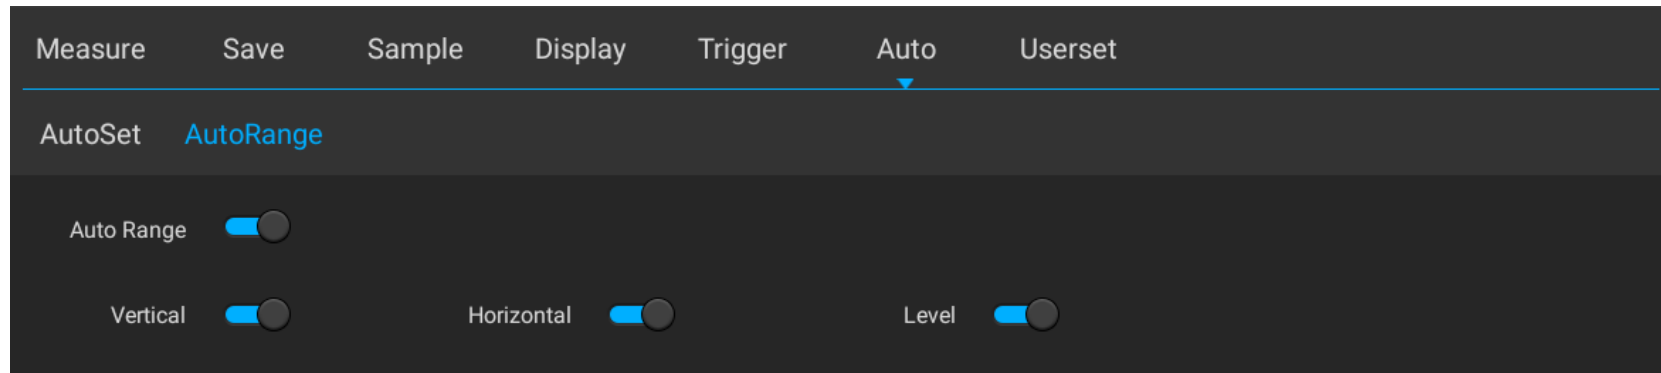 Measure Save Sample Display Trigger Auto Userset
AutoSet AutoRange
Auto Range
Vertical Horizontal Level